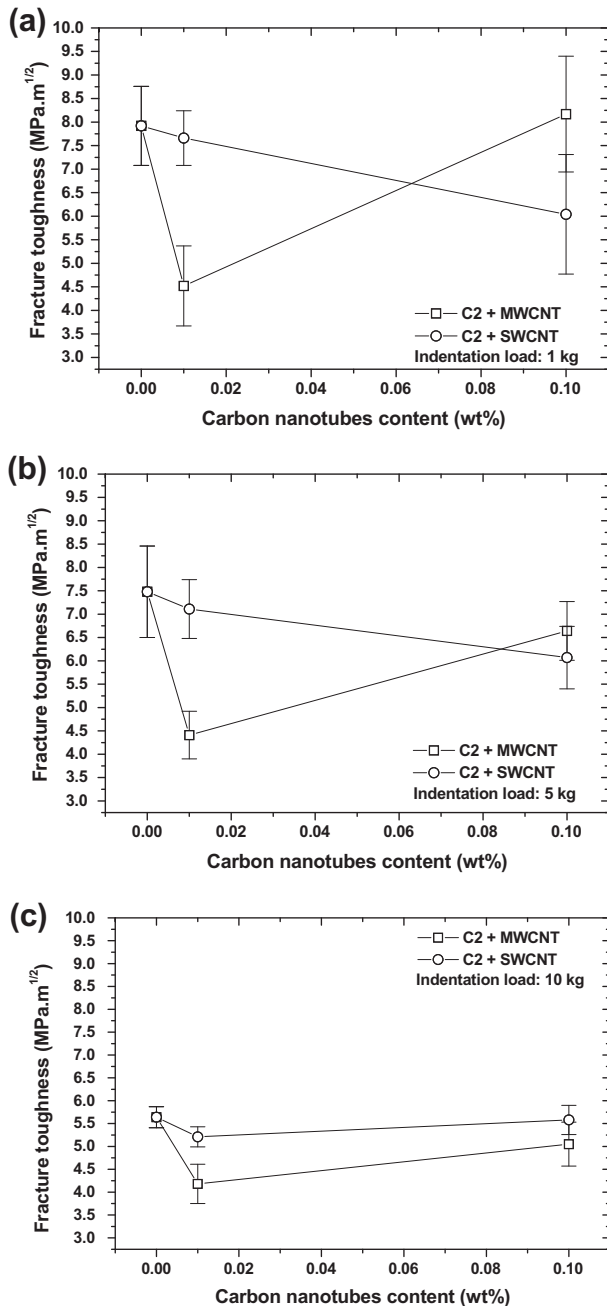 (a)
10.0
9.5
9.0
8.5
8.0
7.5
7.0
6.5
6.0
5.5
5.0
4.5
4.0
3.5
3.0
Fracture toughness (MPa.m1/2)
C2 + MWCNT
C2 + SWCNT
Indentation load: 1 kg
0.00 0.02 0.04 0.06 0.08 0.10
Carbon nanotubes content (wt%)
(b)
10.0
9.5
9.0
8.5
8.0
7.5
7.0
6.5
6.0
5.5
5.0
4.5
4.0
3.5
3.0
Fracture toughness (MPa.m1/2)
C2 + MWCNT
C2 + SWCNT
Indentation load: 5 kg
0.00 0.02 0.04 0.06 0.08 0.10
Carbon nanotubes content (wt%)
(c)
10.0
9.5
9.0
8.5
8.0
7.5
7.0
6.5
6.0
5.5
5.0
4.5
4.0
3.5
3.0
Fracture toughness (MPa.m1/2)
C2 + MWCNT
C2 + SWCNT
Indentation load: 10 kg
0.00 0.02 0.04 0.06 0.08 0.10
Carbon nanotubes content (wt%)